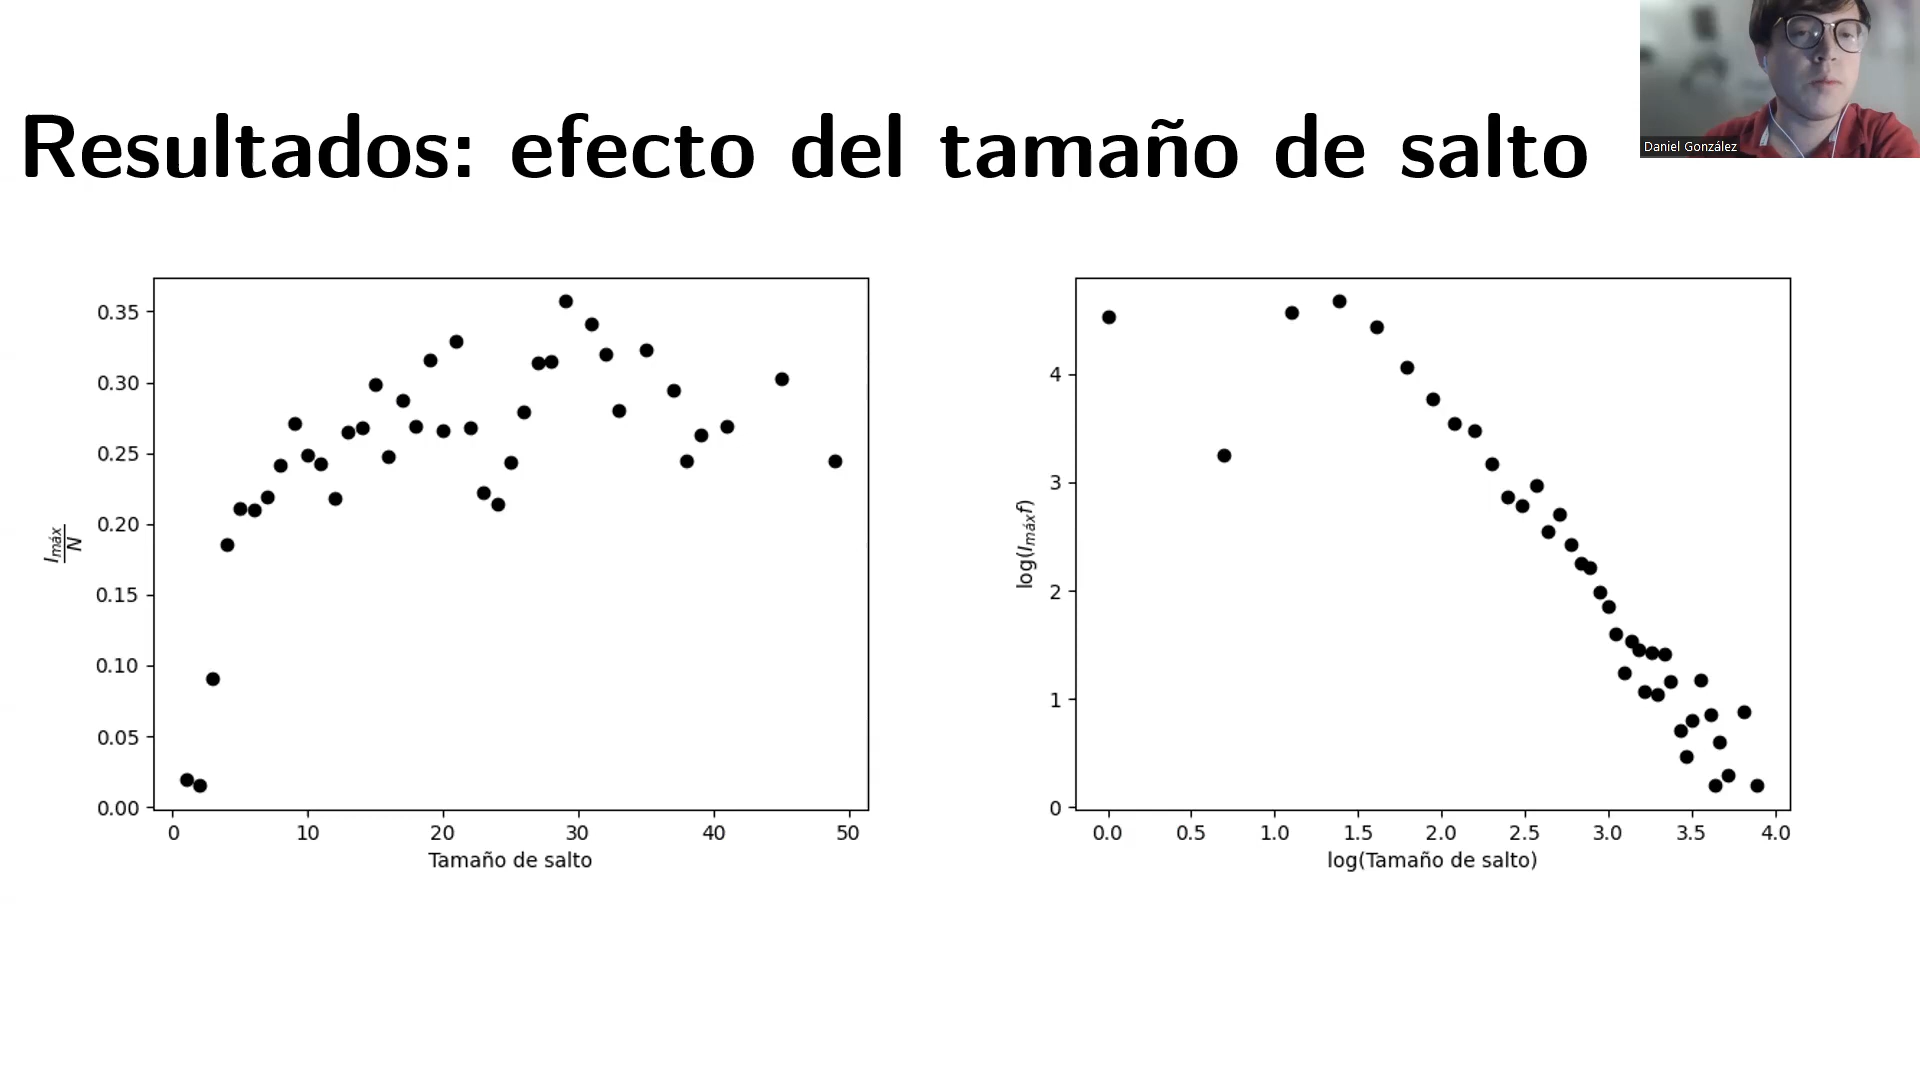 Resultados: efecto del tamaño de salto
Daniel González
0.35
0.30
0.25
0.20
0.15
0.10
0.05
0.00
I_máx
N
0 10 20 30 40 50
Tamaño de salto
4
3
2
1
0
log(I_máx f)
0.0 0.5 1.0 1.5 2.0 2.5 3.0 3.5 4.0
log(Tamaño de salto)